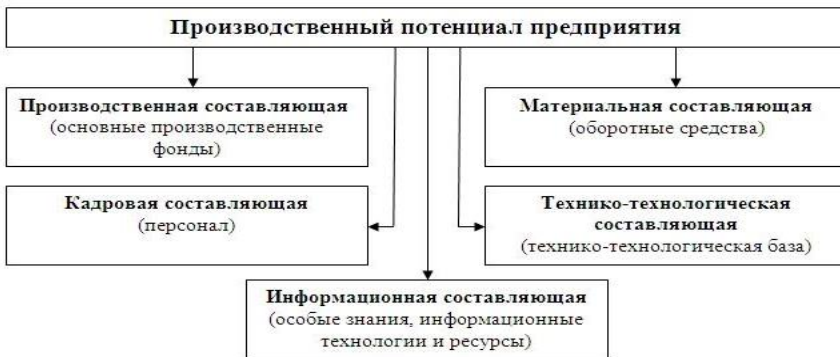 Производственный потенциал предприятия
Производственная составляющая
(основные производственные
фонды)
Материальная составляющая
(оборотные средства)
Кадровая составляющая
(персонал)
Технико-технологическая
составляющая
(технико-технологическая база)
Информационная составляющая
(особые знания, информационные
технологии и ресурсы)